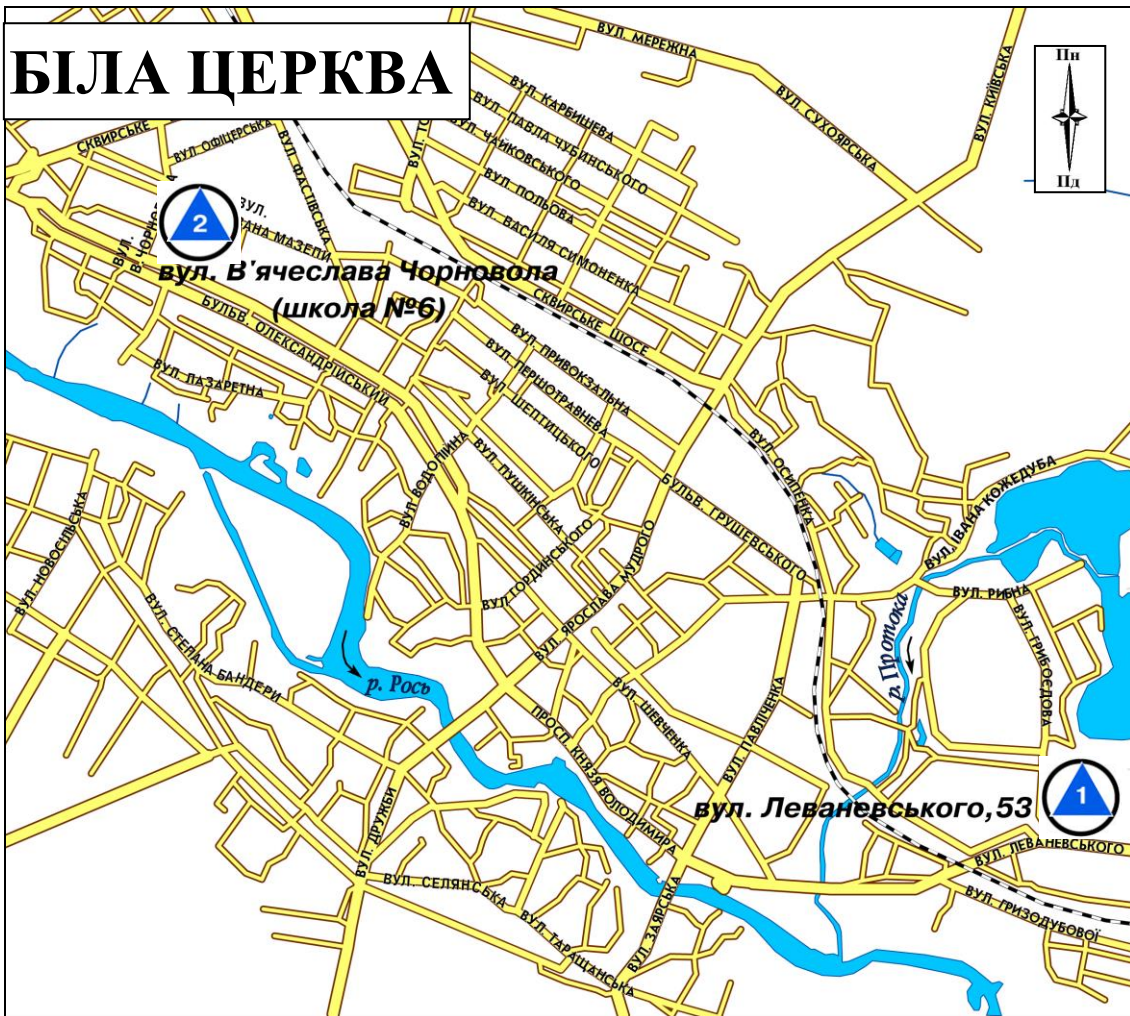 БІЛА ЦЕРКВА
Пн
Пд
ВУЛ. МЕРЕЖНА
ВУЛ. СУХОЯРСЬКА
ВУЛ. КИЇВСЬКА
ВУЛ. КАРБИШЕВА
ВУЛ. ПАВЛА ЧУБИНСЬКОГО
ВУЛ. ЧАЙКОВСЬКОГО
ВУЛ. ПОЛЬОВА
ВУЛ. ВАСИЛЯ СИМОНЕНКА
СКВИРСЬКЕ
ВУЛ. ОФІЦЕРСЬКА
ВУЛ. ФАСТІВСЬКА
ВУЛ.
МАЗЕПИ
ВУЛ.
2
вул. В'ячеслава Чорновола
(школа №6)
СКВИРСЬКЕ ШОСЕ
БУЛЬВ. ОЛЕКСАНДРІЙСЬКИЙ
ВУЛ. ЛАЗАРЕТНА
ВУЛ. ПРИВОКЗАЛЬНА
ВУЛ. ПЕРШОТРАВНЕВА
ШЕПТИЦЬКОГО
ВУЛ. ВОДОПІЙНА
ВУЛ. ПУШКІНСЬКА
БУЛЬВ. ГРУШЕВСЬКОГО
ВУЛ. ОСИПЕНКА
ВУЛ. ІВАНА КОЖЕДУБА
ВУЛ. НОВОСІЛЬСЬКА
ВУЛ. СТЕПАНА БАНДЕРИ
ВУЛ. ГОРДИНСЬКОГО
ВУЛ. ЯРОСЛАВА МУДРОГО
ВУЛ. РИБНА
ВУЛ. ГРИБОЄДОВА
р. Протока
р. Рось
ВУЛ. ШЕВЧЕНКА
ВУЛ. ПАВЛІЧЕНКА
ПРОСП. КНЯЗЯ ВОЛОДИМИРА
вул. Леваневського,53
1
ВУЛ. ЛЕВАНЕВСЬКОГО
ВУЛ. ДРУЖБИ
ВУЛ. СЕЛЯНСЬКА
ВУЛ. ТАРАЩАНСЬКА
ВУЛ. ЗАЯРСЬКА
ВУЛ. ГРИЗОДУБОВОЇ